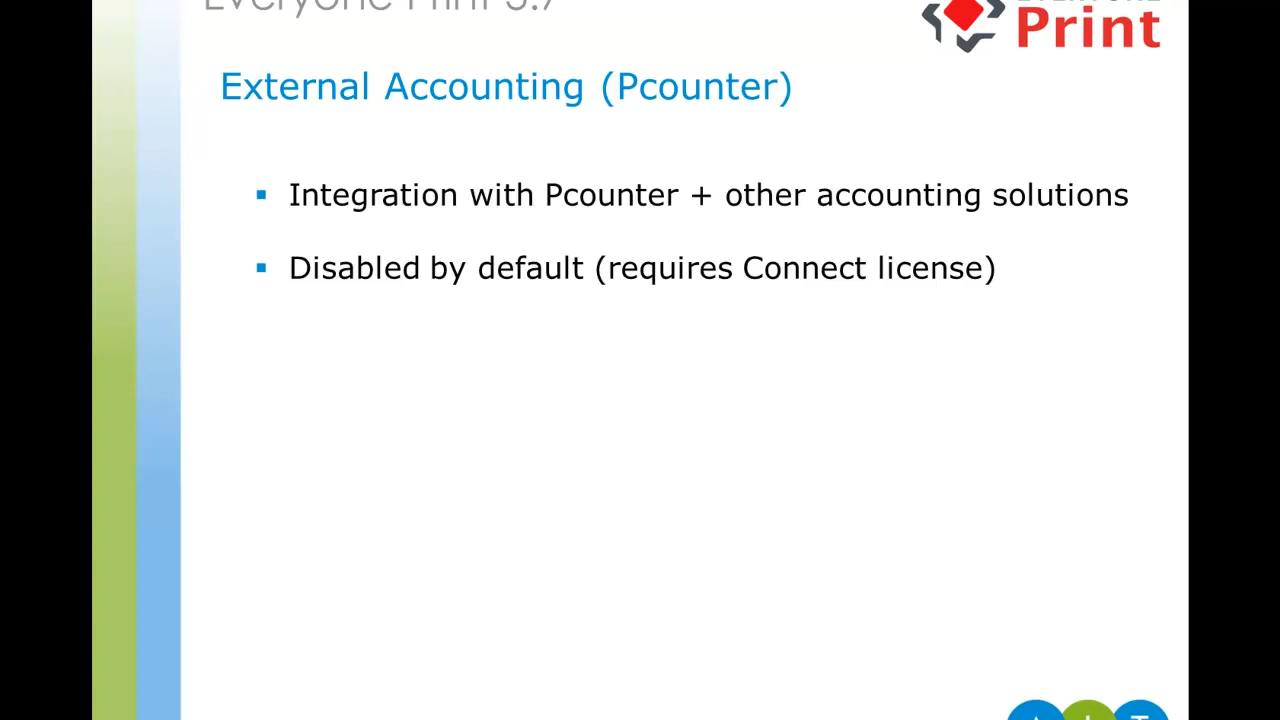 Everyone Print 3.7
EVERYONE
Print
External Accounting (Pcounter)
▪ Integration with Pcounter + other accounting solutions
▪ Disabled by default (requires Connect license)